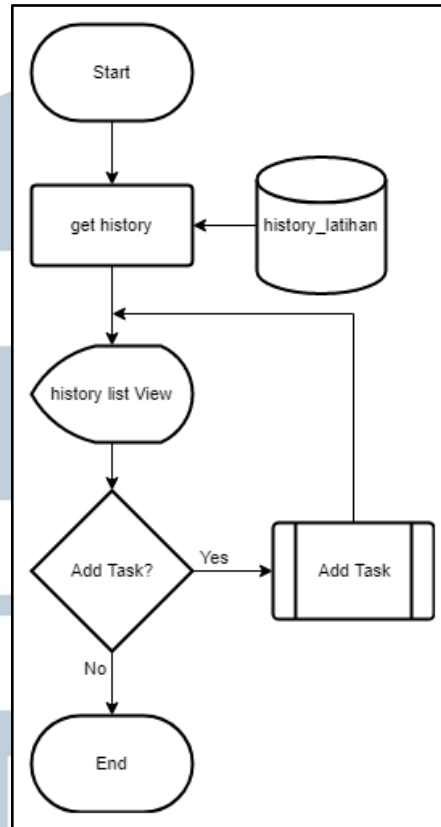 Start
get history
history_latihan
history list View
Add Task?
Yes
Add Task
No
End